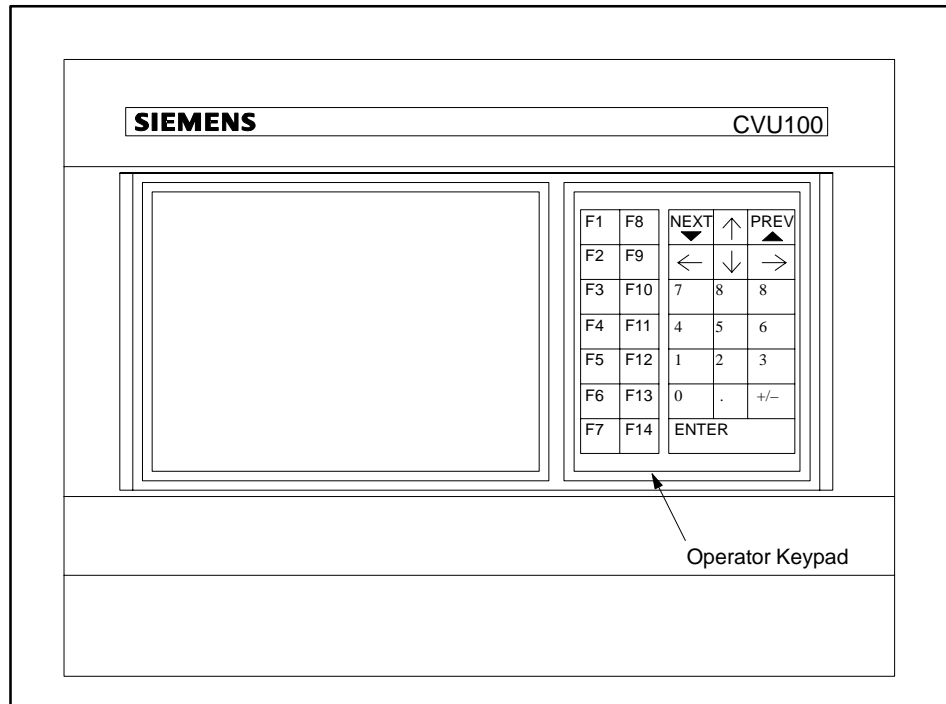 SIEMENS CVU100
F1 F8 NEXT ↑ PREV
F2 F9 ← ↓ →
F3 F10 7 8 8
F4 F11 4 5 6
F5 F12 1 2 3
F6 F13 0 . +/–
F7 F14 ENTER
Operator Keypad